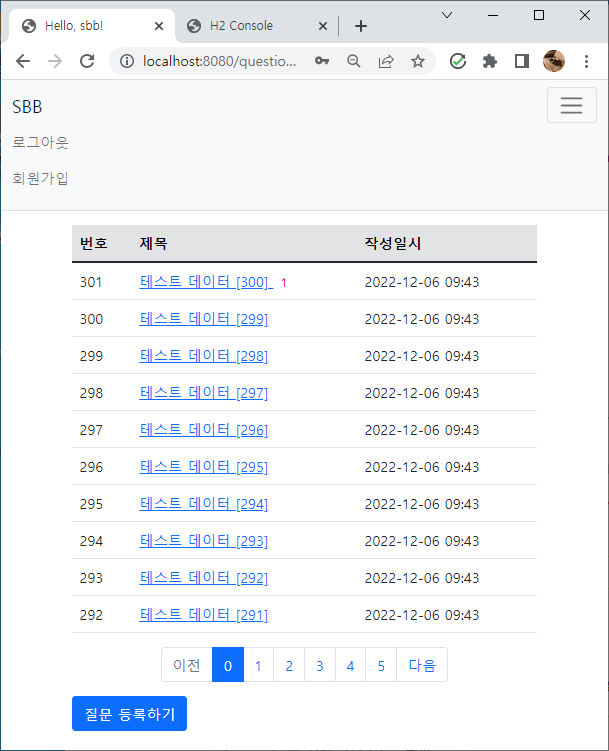 Hello, sbb!
H2 Console
localhost:8080/questio...
SBB
로그아웃
회원가입
번호 제목 작성일시
301 테스트 데이터 [300] 1 2022-12-06 09:43
300 테스트 데이터 [299] 2022-12-06 09:43
299 테스트 데이터 [298] 2022-12-06 09:43
298 테스트 데이터 [297] 2022-12-06 09:43
297 테스트 데이터 [296] 2022-12-06 09:43
296 테스트 데이터 [295] 2022-12-06 09:43
295 테스트 데이터 [294] 2022-12-06 09:43
294 테스트 데이터 [293] 2022-12-06 09:43
293 테스트 데이터 [292] 2022-12-06 09:43
292 테스트 데이터 [291] 2022-12-06 09:43
이전 0 1 2 3 4 5 다음
질문 등록하기